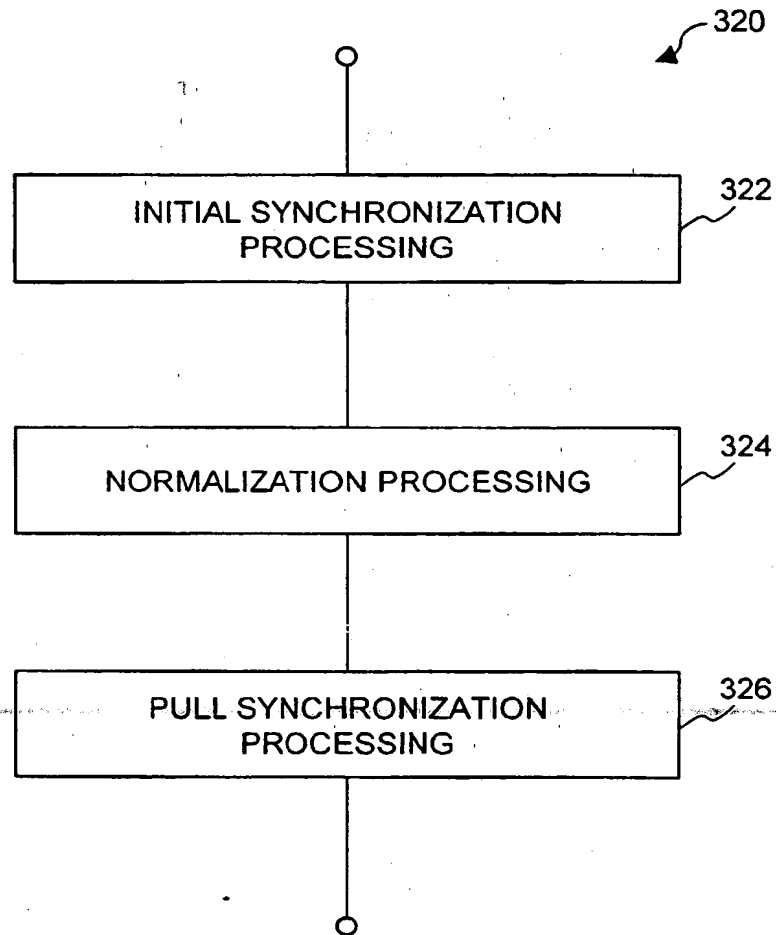 320
INITIAL SYNCHRONIZATION
PROCESSING
322
NORMALIZATION PROCESSING
324
PULL SYNCHRONIZATION
PROCESSING
326